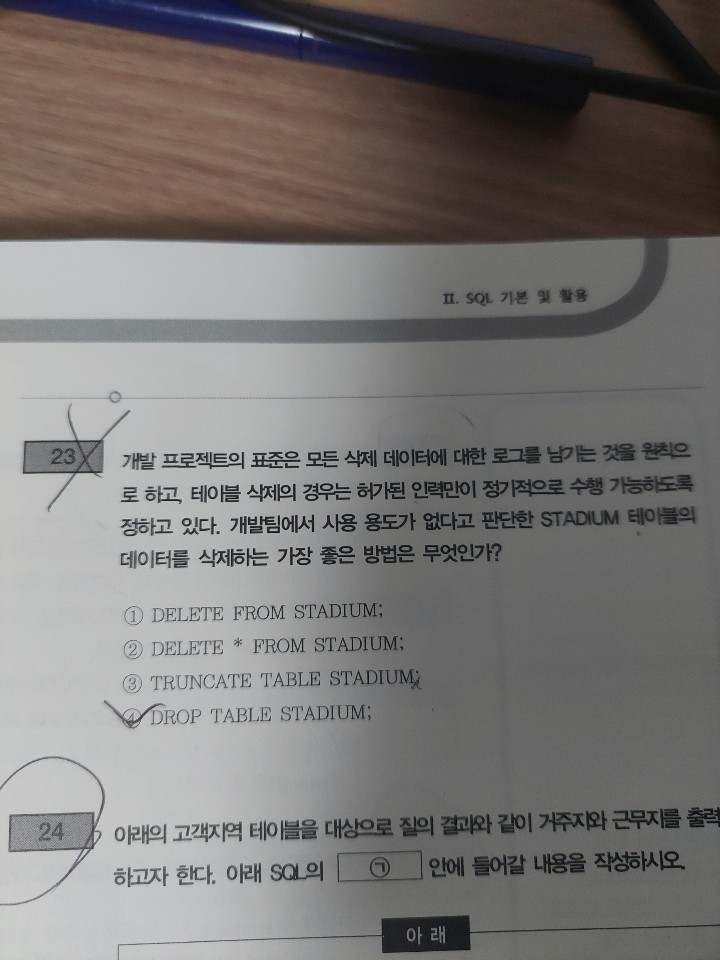 Ⅱ. SQL 기본 및 활용
23 개발 프로젝트의 표준은 모든 삭제 데이터에 대한 로그를 남기는 것을 원칙으
로 하고, 테이블 삭제의 경우는 허가된 인력만이 정기적으로 수행 가능하도록
정하고 있다. 개발팀에서 사용 용도가 없다고 판단한 STADIUM 테이블의
데이터를 삭제하는 가장 좋은 방법은 무엇인가?
① DELETE FROM STADIUM;
② DELETE * FROM STADIUM;
③ TRUNCATE TABLE STADIUM;
④ DROP TABLE STADIUM;
24 아래의 고객지역 테이블을 대상으로 질의 결과와 같이 거주지와 근무지를 출력
하고자 한다. 아래 SQL의 ㉠ 안에 들어갈 내용을 작성하시오.
아 래